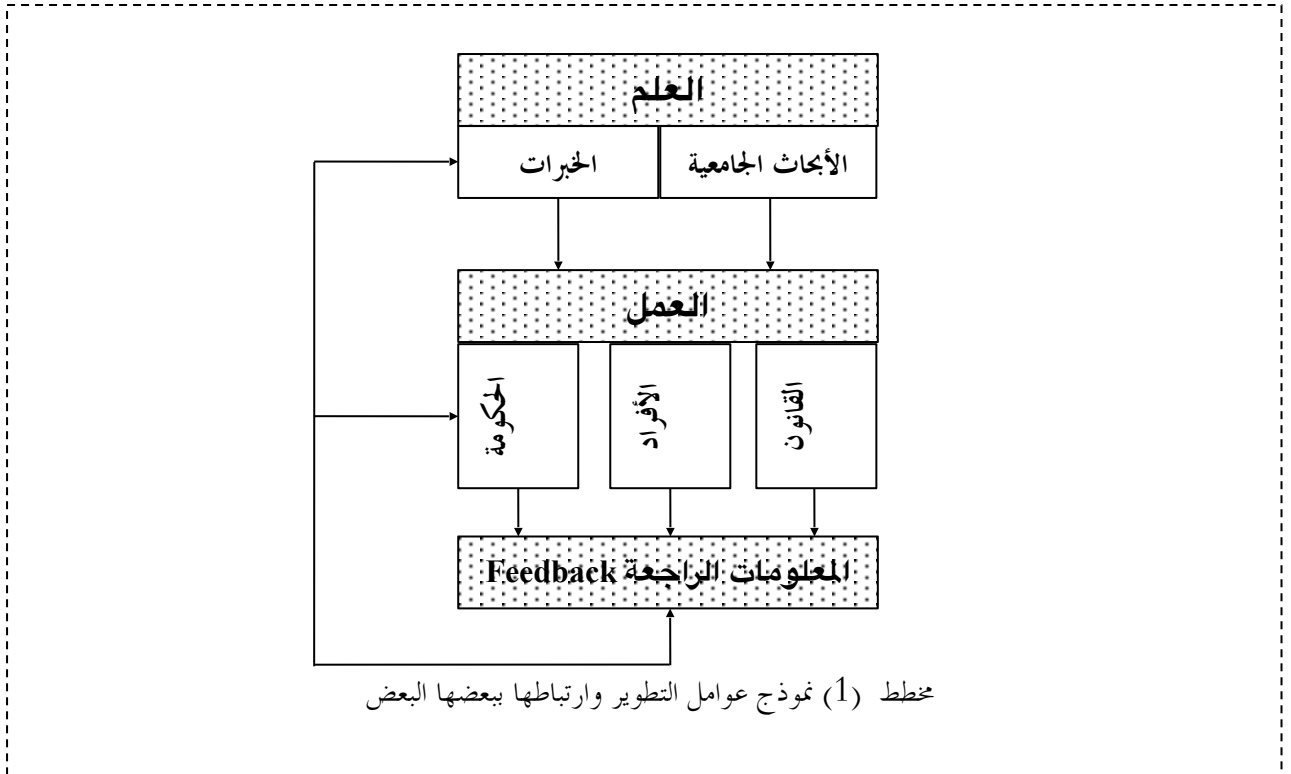 العلم
الأبحاث الجامعية
الخبرات
العمل
القانون
الأفراد
الحكومة
المعلومات الراجعة Feedback
مخطط (1) نموذج عوامل التطوير وارتباطها ببعضها البعض